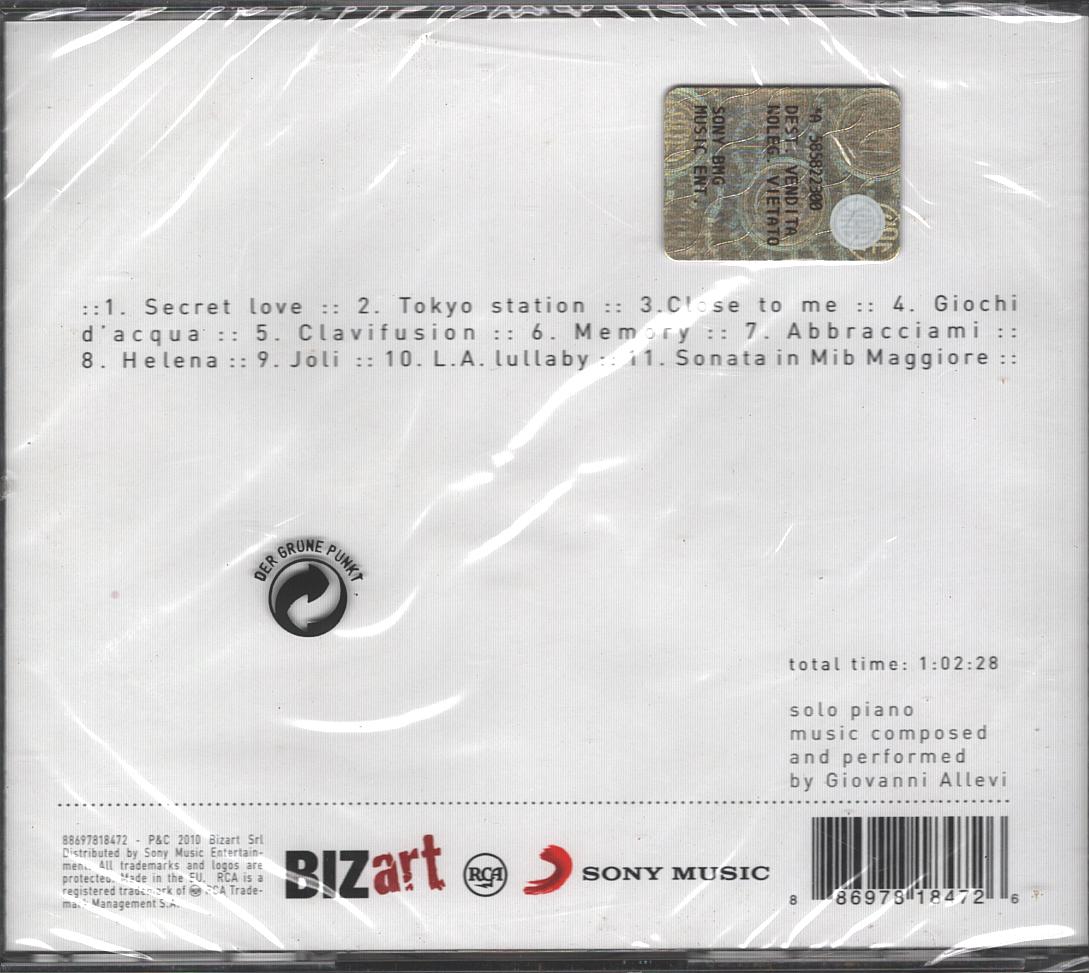 *A 585822300
DEST. VENDITA
NOLEG. VIETATO
SONY BMG
MUSIC ENT.
::1. Secret love :: 2. Tokyo station :: 3.Close to me :: 4. Giochi
d'acqua :: 5. Clavifusion :: 6. Memory :: 7. Abbracciami ::
8. Helena :: 9. Joli :: 10. L.A. lullaby :: 11. Sonata in Mib Maggiore ::
DER GRÜNE PUNKT
total time: 1:02:28
solo piano
music composed
and performed
by Giovanni Allevi
88697818472 - P&C 2010 Bizart Srl
Distributed by Sony Music Entertain-
ment. All trademarks and logos are
protected. Made in the EU. RCA is a
registered trademark of RCA Trade-
mark Management S.A.
BIZart
RCA
SONY MUSIC
8 86978 18472 6